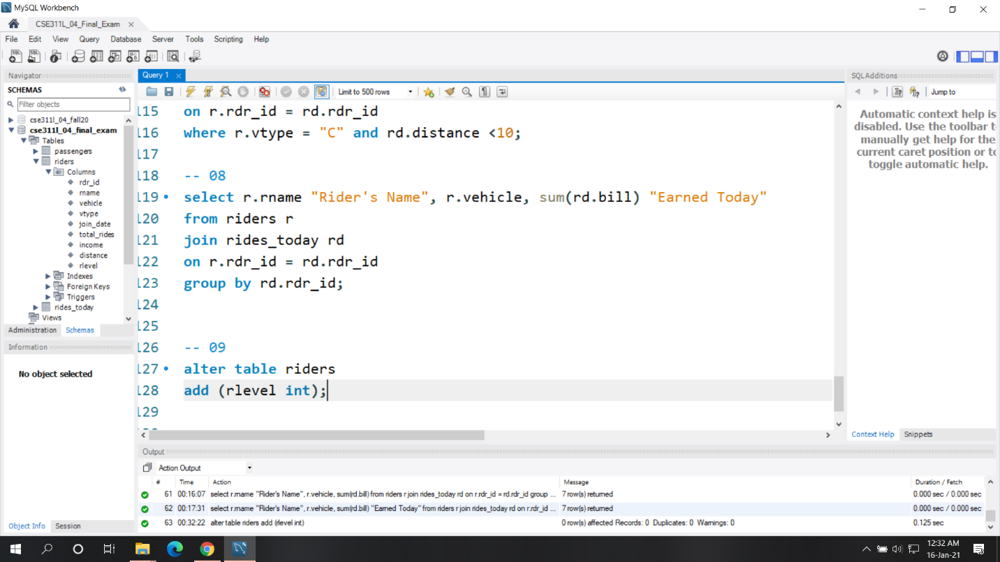 MySQL Workbench
CSE311L_04_Final_Exam
File Edit View Query Database Server Tools Scripting Help
Navigator
SCHEMAS
Filter objects
cse311l_04_fall20
cse311l_04_final_exam
Tables
passengers
riders
Columns
rdr_id
rname
vehicle
vtype
join_date
total_rides
income
distance
rlevel
Indexes
Foreign Keys
Triggers
rides_today
Views
Administration Schemas
Information
No object selected
Object Info Session
Query 1
Limit to 500 rows
115 on r.rdr_id = rd.rdr_id
116 where r.vtype = "C" and rd.distance <10;
117
118 -- 08
119 select r.rname "Rider's Name", r.vehicle, sum(rd.bill) "Earned Today"
120 from riders r
121 join rides_today rd
122 on r.rdr_id = rd.rdr_id
123 group by rd.rdr_id;
124
125
126 -- 09
127 alter table riders
128 add (rlevel int);
129
SQLAdditions
Jump to
Automatic context help is
disabled. Use the toolbar t
manually get help for the
current caret position or to
toggle automatic help.
Context Help Snippets
Output
Action Output
# Time Action Message Duration / Fetch
61 00:16:07 select r.rname "Rider's Name", r.vehicle, sum(rd.bill) from riders r join rides_today rd on r.rdr_id = rd.rdr_id group ... 7 row(s) returned 0.000 sec / 0.000 sec
62 00:17:31 select r.rname "Rider's Name", r.vehicle, sum(rd.bill) "Earned Today" from riders r join rides_today rd on r.rdr_id ... 7 row(s) returned 0.000 sec / 0.000 sec
63 00:32:22 alter table riders add (rlevel int) 0 row(s) affected Records: 0 Duplicates: 0 Warnings: 0 0.125 sec
12:32 AM
16-Jan-21